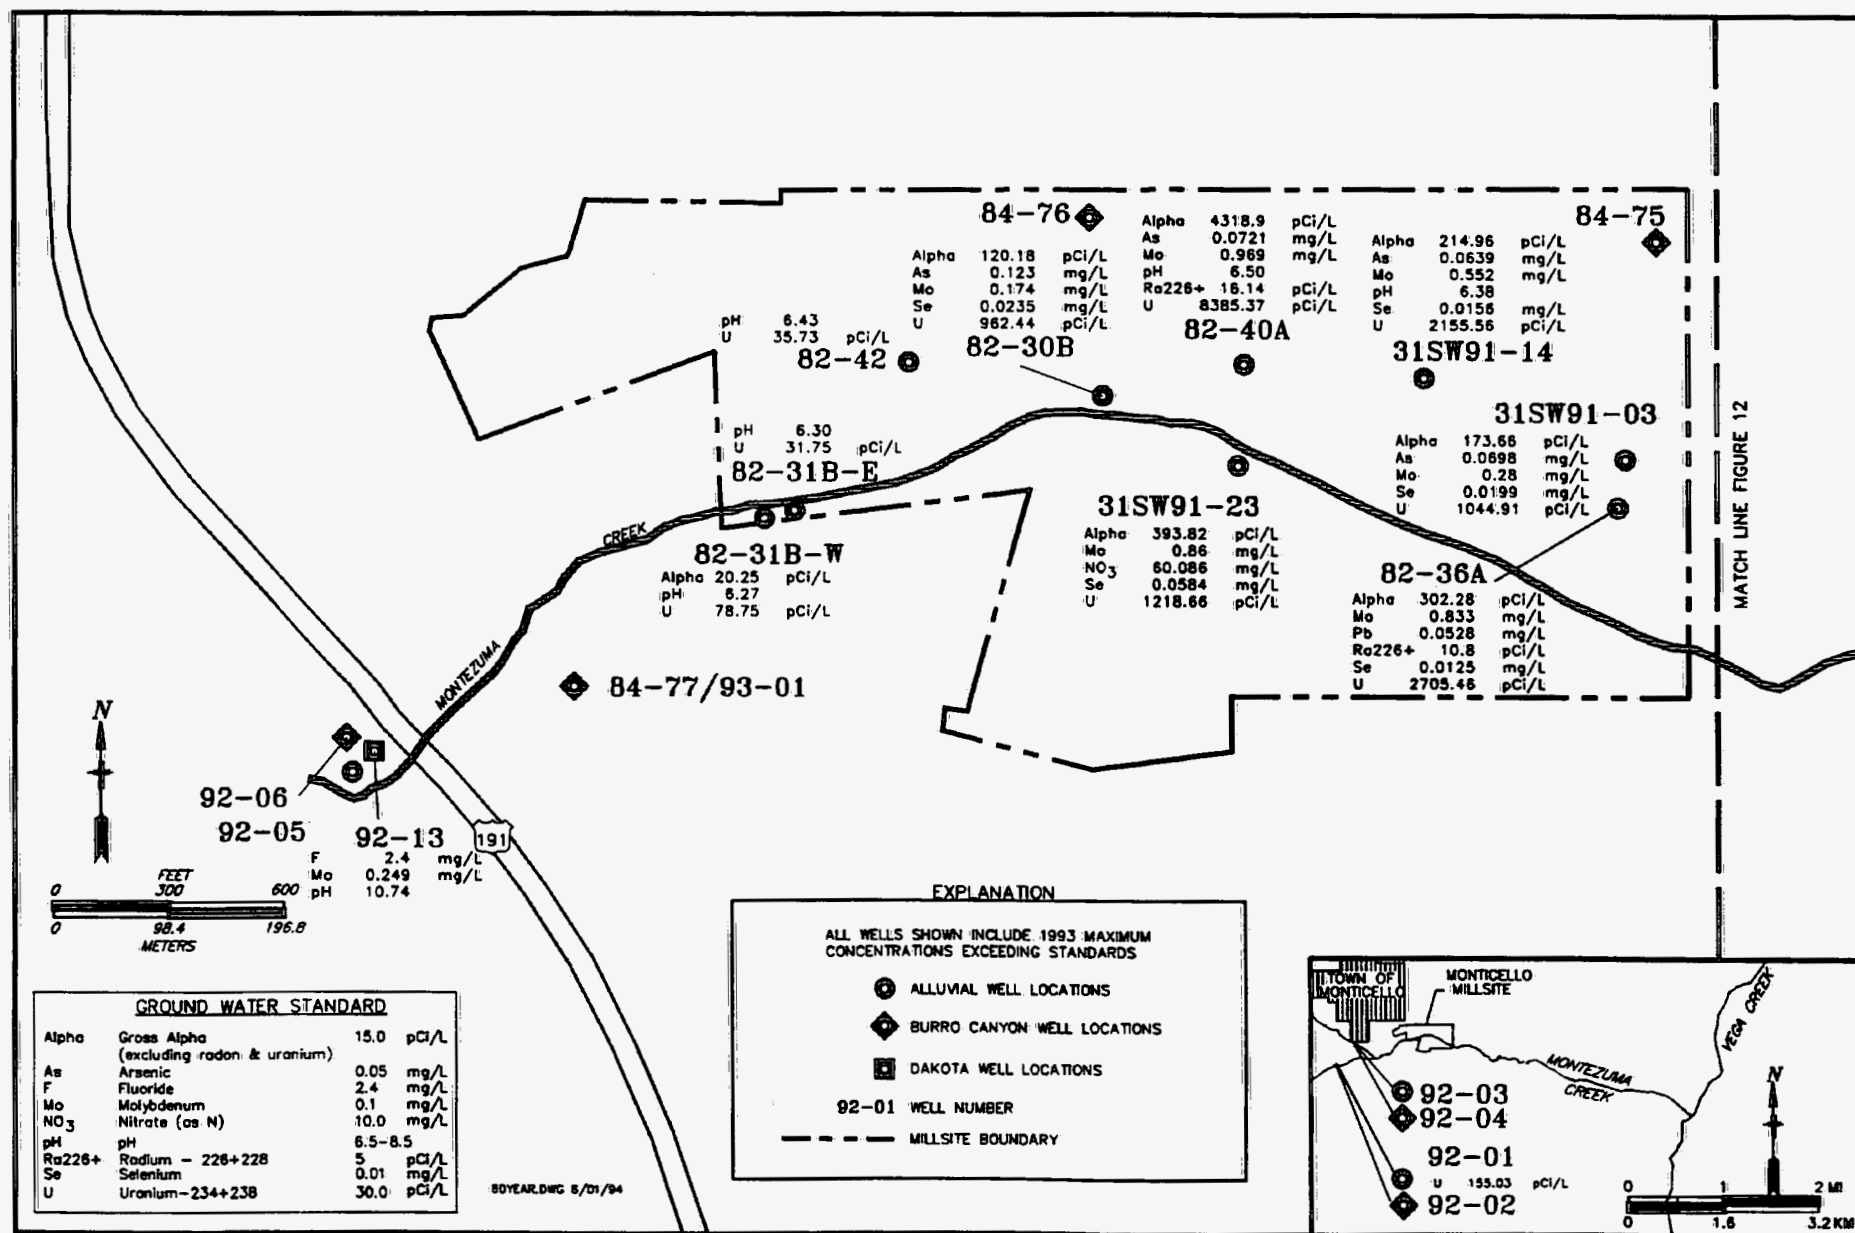 84-76
Alpha 4318.9 pCi/L
As 0.0721 mg/L
Mo 0.969 mg/L
pH 6.50
Ra226+ 16.14 pCi/L
U 8385.37 pCi/L
82-40A
84-75
Alpha 214.96 pCi/L
As 0.0639 mg/L
Mo 0.552 mg/L
pH 6.38
Se 0.0156 mg/L
U 2155.56 pCi/L
31SW91-14
Alpha 120.18 pCi/L
As 0.123 mg/L
Mo 0.174 mg/L
Se 0.0235 mg/L
U 962.44 pCi/L
82-30B
pH 6.43
U 35.73 pCi/L
82-42
31SW91-03
Alpha 173.66 pCi/L
As 0.0698 mg/L
Mo 0.28 mg/L
Se 0.0199 mg/L
U 1044.91 pCi/L
MATCH LINE FIGURE 12
pH 6.30
U 31.75 pCi/L
82-31B-E
82-31B-W
Alpha 20.25 pCi/L
pH 6.27
U 78.75 pCi/L
31SW91-23
Alpha 393.82 pCi/L
Mo 0.86 mg/L
NO3 60.086 mg/L
Se 0.0584 mg/L
U 1218.66 pCi/L
82-36A
Alpha 302.28 pCi/L
Mo 0.833 mg/L
Pb 0.0528 mg/L
Ra226+ 10.8 pCi/L
Se 0.0125 mg/L
U 2705.46 pCi/L
MONTEZUMA CREEK
84-77/93-01
N
92-06
92-05
92-13
F 2.4 mg/L
Mo 0.249 mg/L
pH 10.74
191
FEET
0 300 600
0 98.4 196.8
METERS
GROUND WATER STANDARD
Alpha Gross Alpha 15.0 pCi/L
(excluding radon & uranium)
As Arsenic 0.05 mg/L
F Fluoride 2.4 mg/L
Mo Molybdenum 0.1 mg/L
NO3 Nitrate (as N) 10.0 mg/L
pH pH 6.5-8.5
Ra226+ Radium - 226+228 5 pCi/L
Se Selenium 0.01 mg/L
U Uranium-234+238 30.0 pCi/L
EXPLANATION
ALL WELLS SHOWN INCLUDE 1993 MAXIMUM
CONCENTRATIONS EXCEEDING STANDARDS
ALLUVIAL WELL LOCATIONS
BURRO CANYON WELL LOCATIONS
DAKOTA WELL LOCATIONS
92-01 WELL NUMBER
MILLSITE BOUNDARY
TOWN OF
MONTICELLO
MONTICELLO
MILLSITE
VEGA CREEK
MONTEZUMA
CREEK
N
92-03
92-04
92-01
U 155.03 pCi/L
92-02
0 1 2 MI
0 1.6 3.2 KM